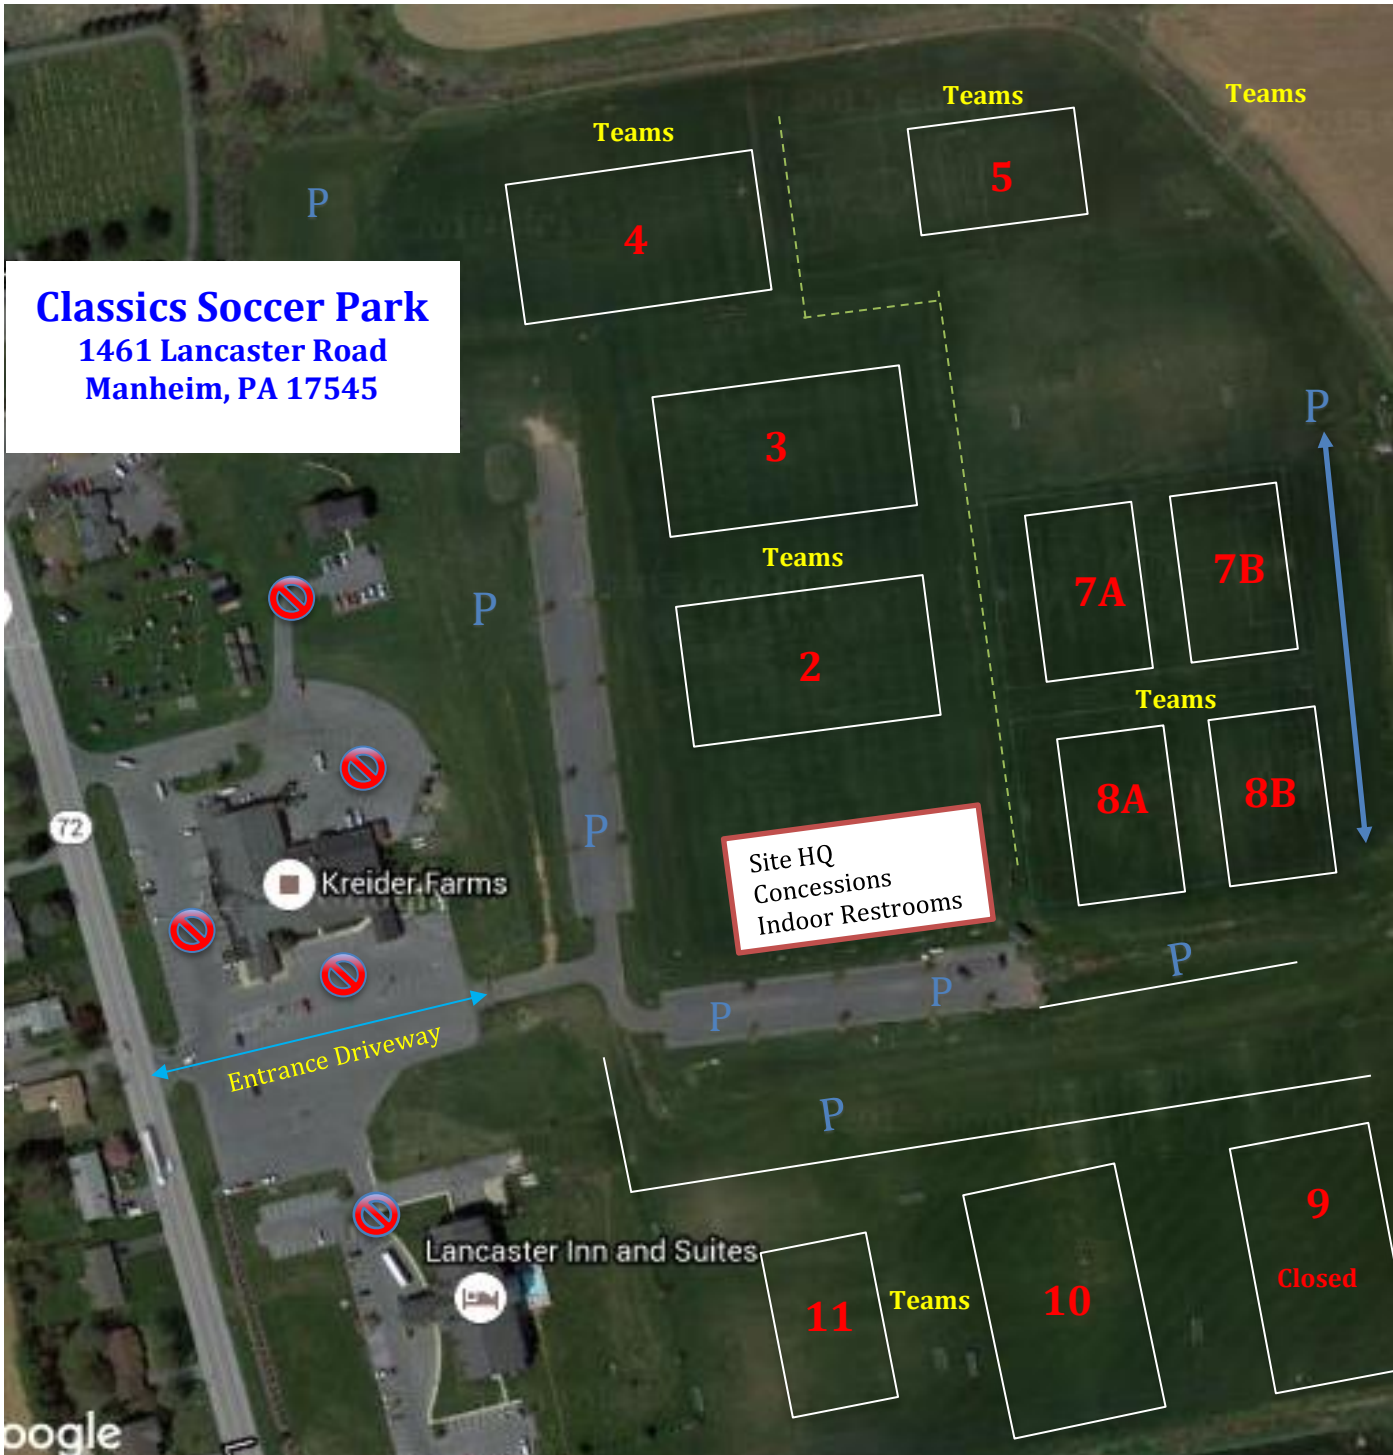 Teams
Teams
Teams
P
5
4
Classics Soccer Park
1461 Lancaster Road
Manheim, PA 17545
P
3
7B
7A
Teams
P
2
Teams
8B
8A
72
P
Site HQ
Concessions
Indoor Restrooms
Kreider Farms
P
P
P
Entrance Driveway
P
9
Closed
Lancaster Inn and Suites
Teams
10
11
oogle